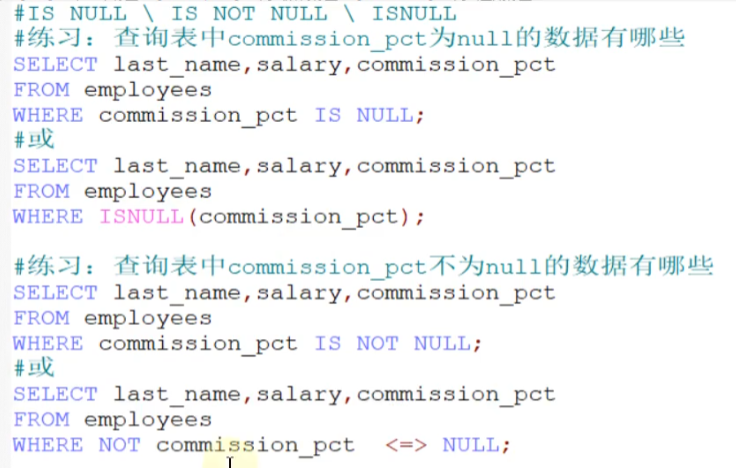 #IS NULL \ IS NOT NULL \ ISNULL
#练习：查询表中commission_pct为null的数据有哪些
SELECT last_name,salary,commission_pct
FROM employees
WHERE commission_pct IS NULL;
#或
SELECT last_name,salary,commission_pct
FROM employees
WHERE ISNULL(commission_pct);
#练习：查询表中commission_pct不为null的数据有哪些
SELECT last_name,salary,commission_pct
FROM employees
WHERE commission_pct IS NOT NULL;
#或
SELECT last_name,salary,commission_pct
FROM employees
WHERE NOT commission_pct <=> NULL;